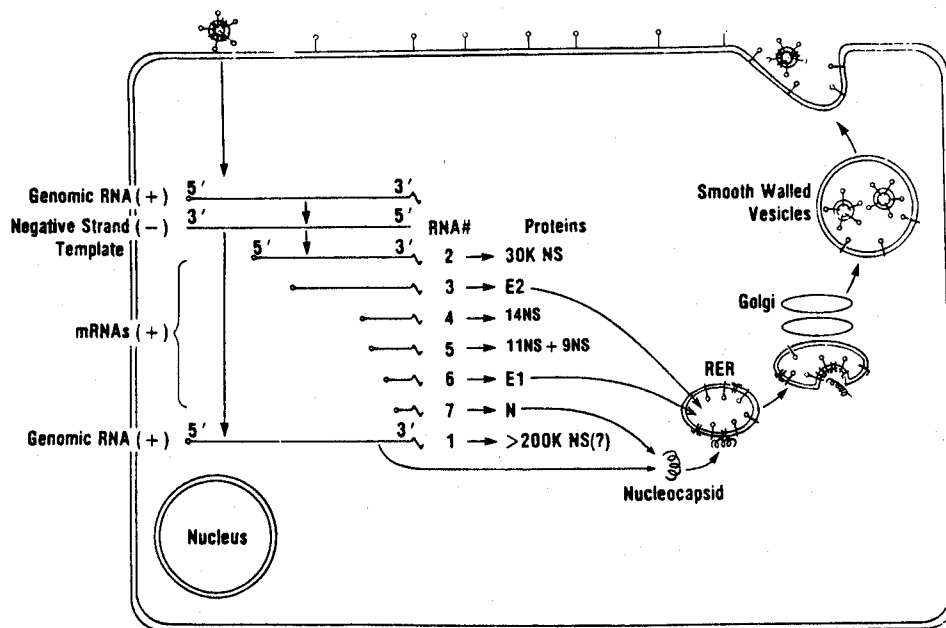 Genomic RNA (+) 5′ 3′
Negative Strand (−) 3′ 5′
Template
RNA# Proteins
5′ 3′ 2 30K NS
3 E2
4 14NS
mRNAs (+)
5 11NS + 9NS
6 E1
7 N
Genomic RNA (+) 5′ 3′ 1 >200K NS(?)
Nucleocapsid
RER
Golgi
Smooth Walled
Vesicles
Nucleus